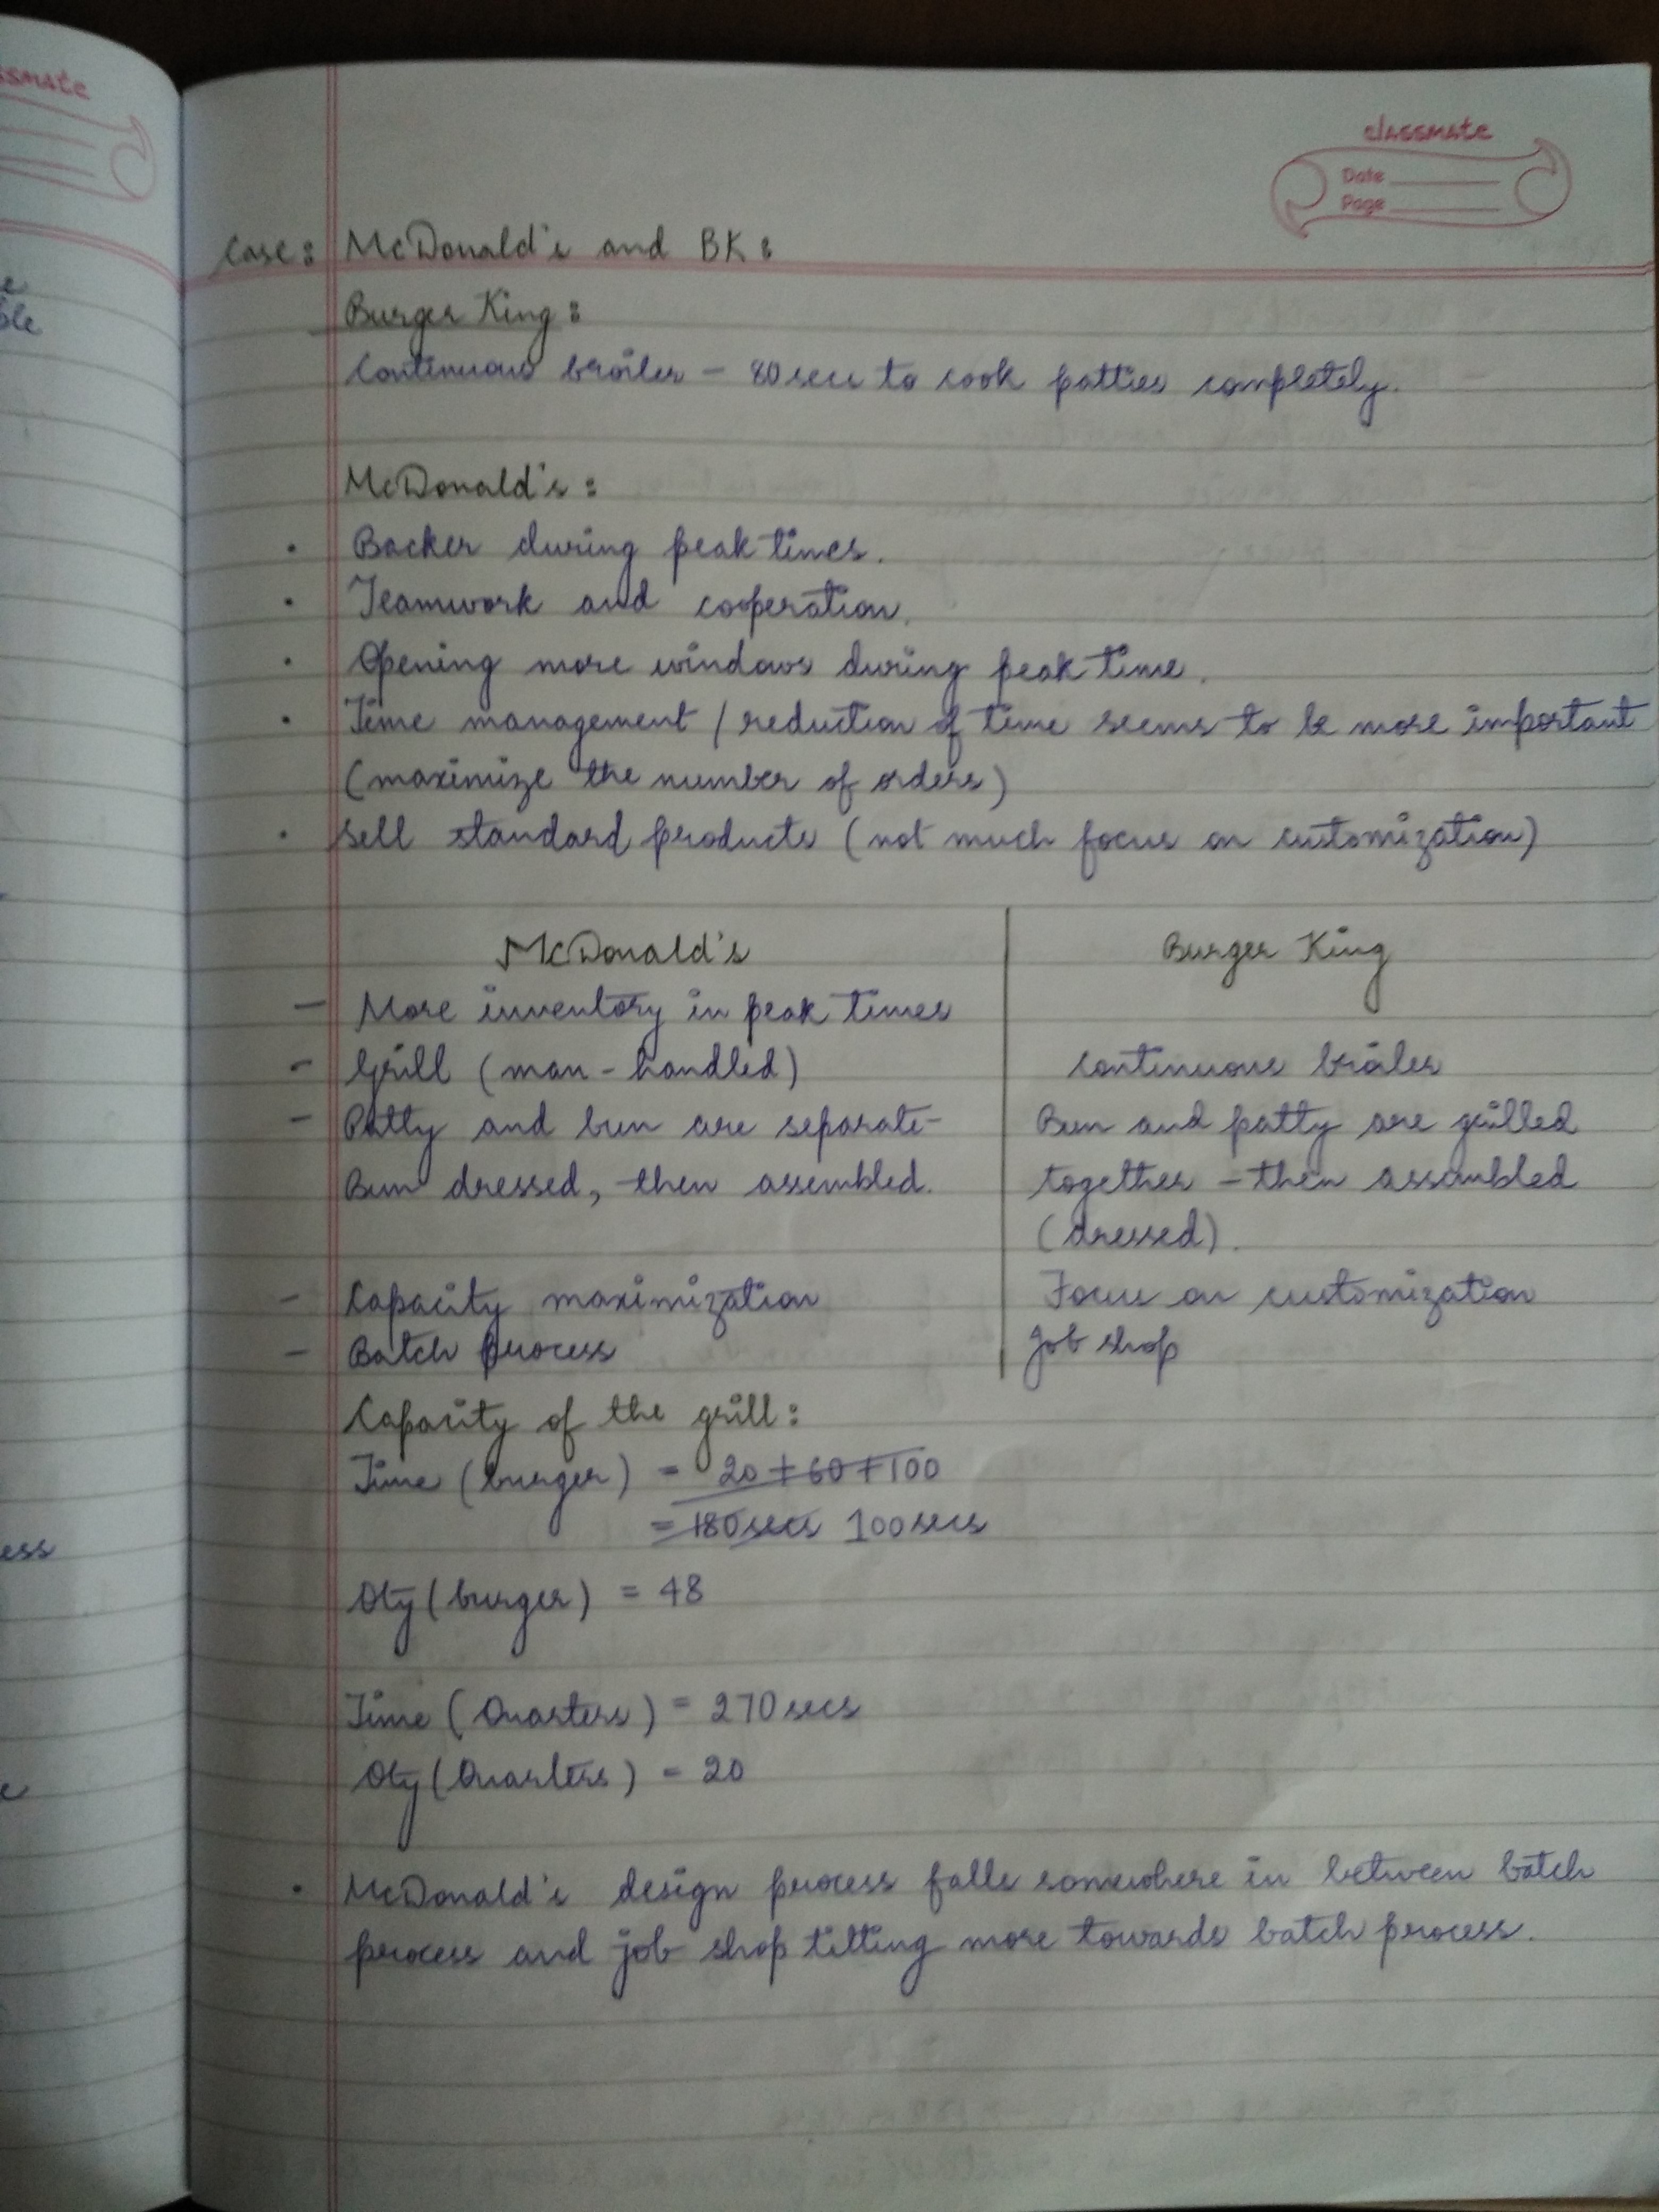 ssmate
classmate
Date
Page
Case: McDonald's and BK:
Burger King:
Continuous broiler - 80 secs to cook patties completely.
McDonald's:
• Backer during peak times.
• Teamwork and cooperation.
• Opening more windows during peak time.
• Time management / reduction of time seems to be more important
(maximize the number of orders)
• Sell standard products (not much focus on customization)
McDonald's | Burger King
- More inventory in peak times
- Grill (man-handled) | Continuous broiler
- Patty and bun are separate- | Bun and patty are grilled
Bun dressed, then assembled. | together - then assembled
(dressed).
- Capacity maximization | Focus on customization
- Batch process | Job shop
Capacity of the grill:
Time (burger) = 20 + 60 + 100
= 180 secs 100 secs
Qty (burger) = 48
Time (Quarters) = 270 secs
Qty (Quarters) = 20
• McDonald's design process falls somewhere in between batch
process and job shop tilting more towards batch process.